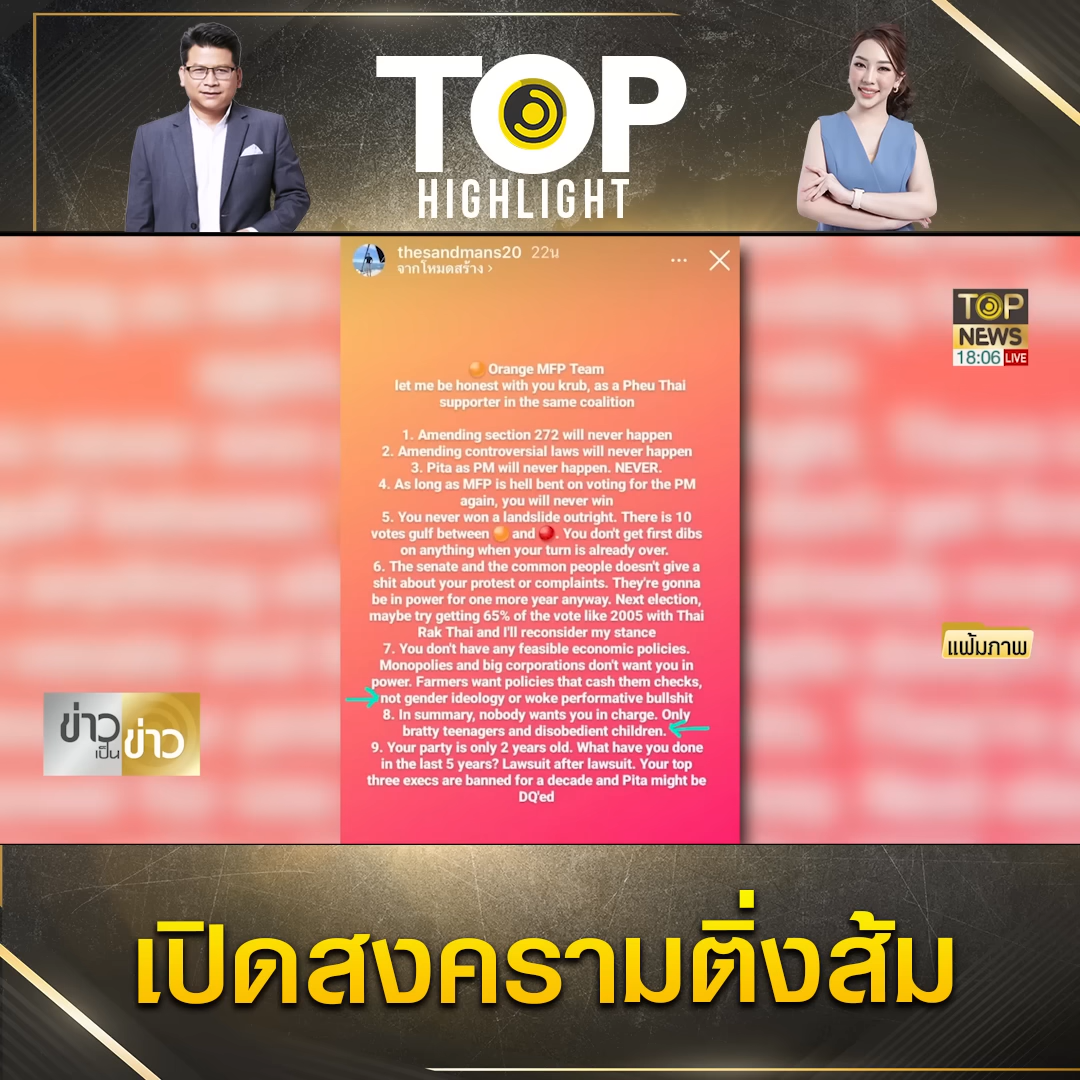 TOP
HIGHLIGHT
thesandmans20 22น
จากโหมดสร้าง >
TOP
NEWS
18:06 LIVE
🟠 Orange MFP Team
let me be honest with you krub, as a Pheu Thai
supporter in the same coalition
1. Amending section 272 will never happen
2. Amending controversial laws will never happen
3. Pita as PM will never happen. NEVER.
4. As long as MFP is hell bent on voting for the PM
again, you will never win
5. You never won a landslide outright. There is 10
votes gulf between 🟠 and 🔴. You don't get first dibs
on anything when your turn is already over.
6. The senate and the common people doesn't give a
shit about your protest or complaints. They're gonna
be in power for one more year anyway. Next election,
maybe try getting 65% of the vote like 2005 with Thai
Rak Thai and I'll reconsider my stance
7. You don't have any feasible economic policies.
Monopolies and big corporations don't want you in
power. Farmers want policies that cash them checks,
not gender ideology or woke performative bullshit
8. In summary, nobody wants you in charge. Only
bratty teenagers and disobedient children.
9. Your party is only 2 years old. What have you done
in the last 5 years? Lawsuit after lawsuit. Your top
three execs are banned for a decade and Pita might be
DQ'ed
แฟ้มภาพ
ข่าว
เป็น
ข่าว
เปิดสงครามติ่งส้ม